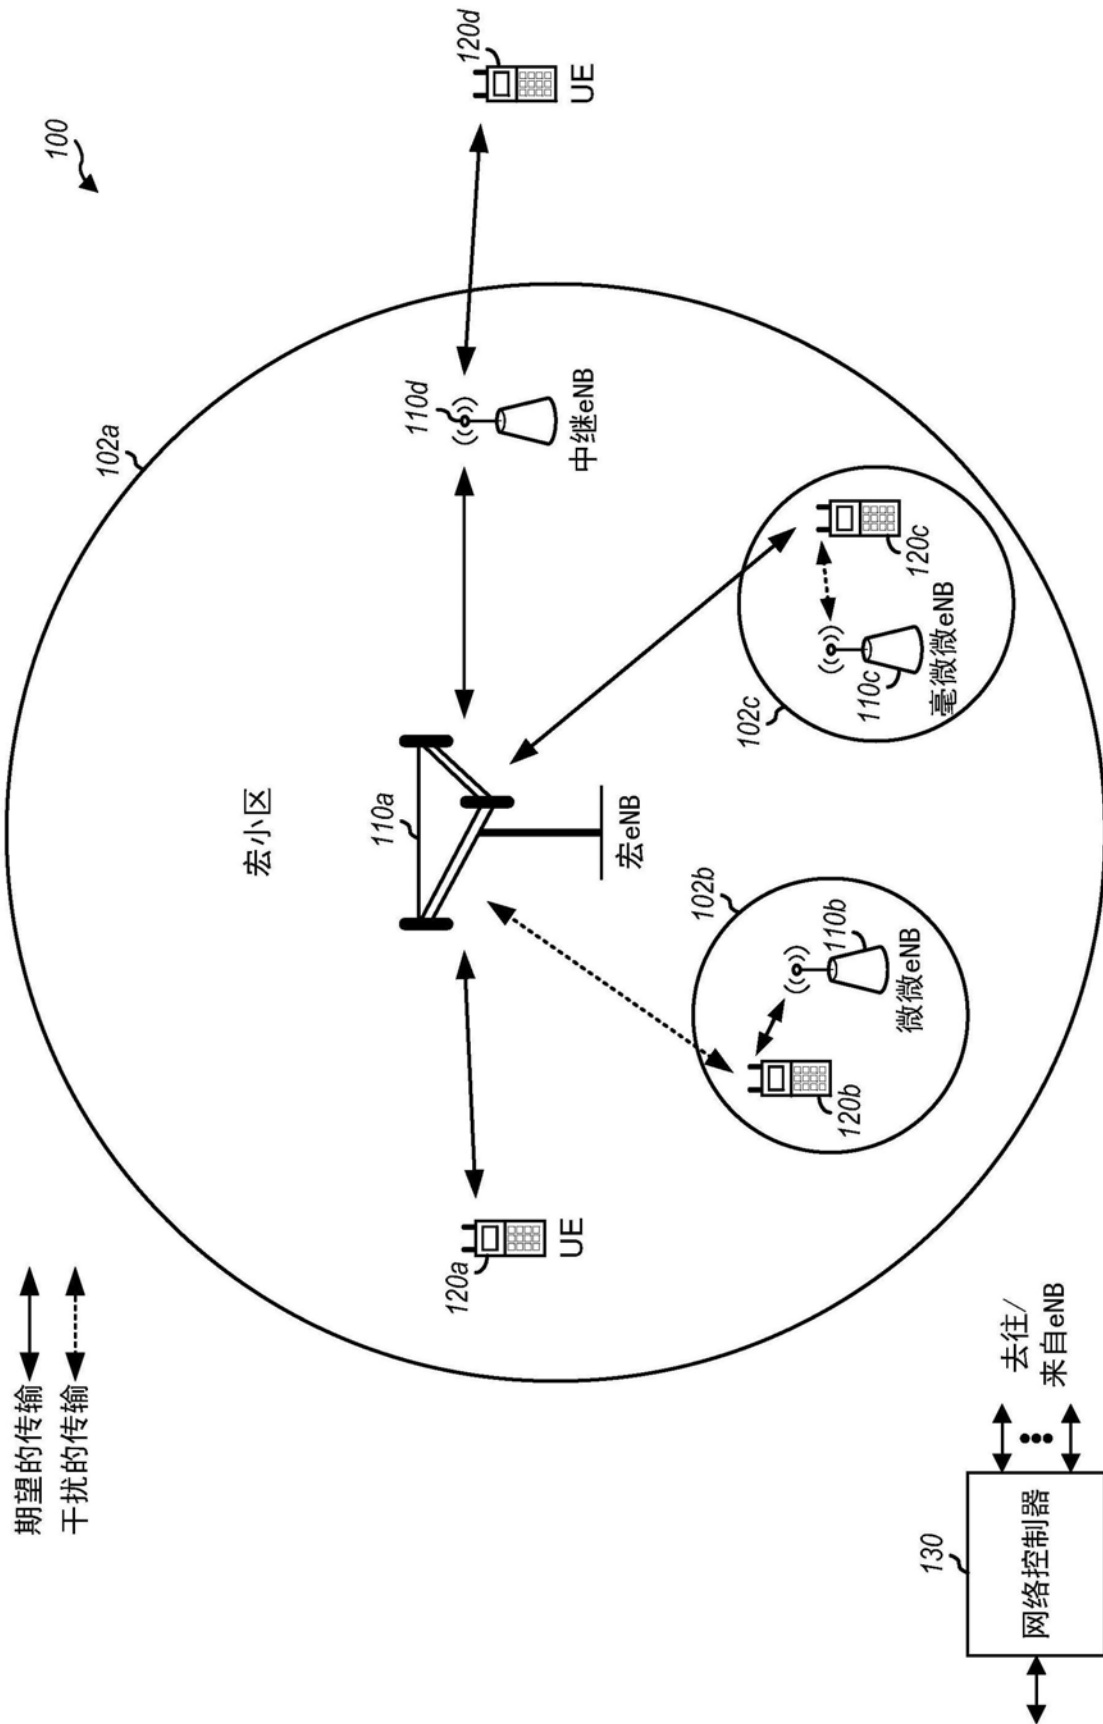 期望的传输
干扰的传输
100
102a
宏小区
110a
110d
120d
UE
120a
UE
宏eNB
中继eNB
102b
102c
110b
120b
微微eNB
120c
110c
毫微微eNB
130
网络控制器
去往/
来自eNB